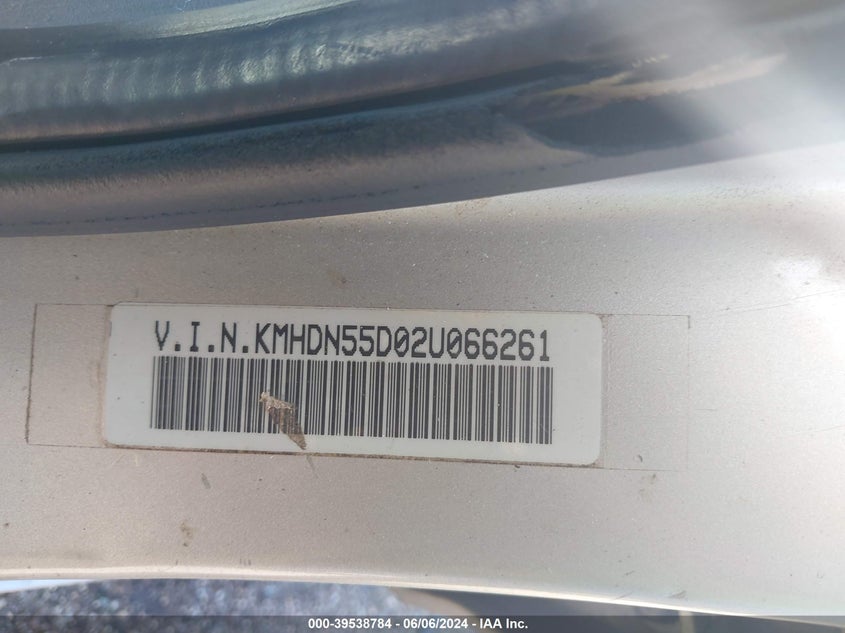 V.I.N.KMHDN55D02U066261
000-39538784 - 06/06/2024 - IAA Inc.